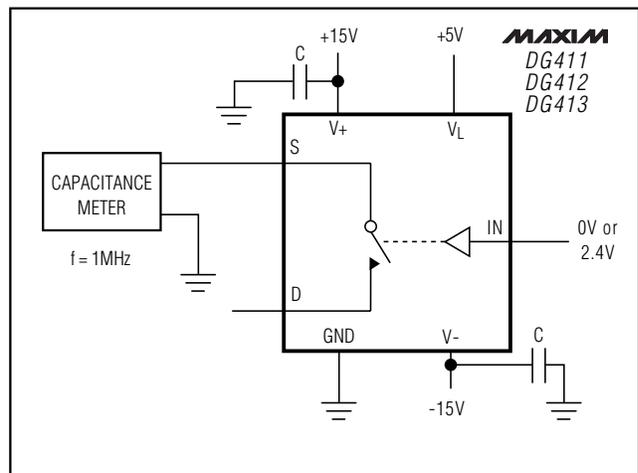 +15V
+5V
MAXIM
DG411
DG412
DG413
C
V+
VL
S
CAPACITANCE
METER
f = 1MHz
IN
0V or
2.4V
D
GND
V-
C
-15V